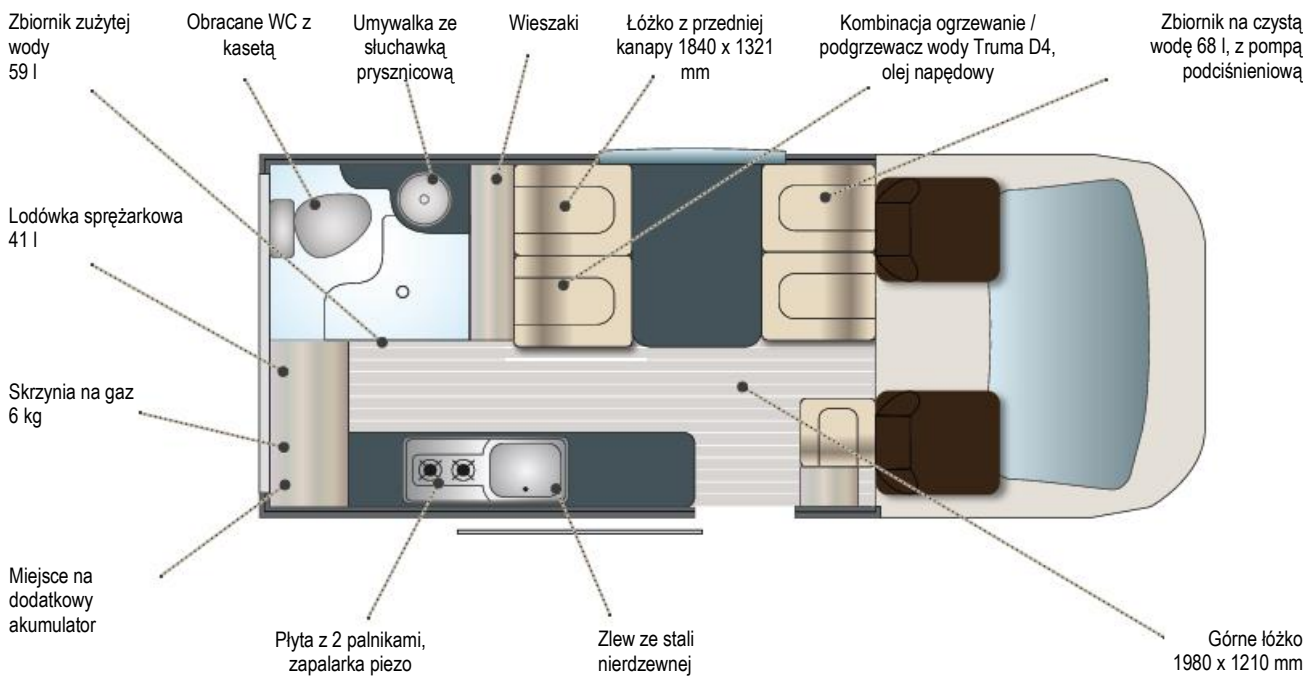 Zbiornik zużytej
wody
59 l
Obracane WC z
kasetą
Umywalka ze
słuchawką
prysznicową
Wieszaki
Łóżko z przedniej
kanapy 1840 x 1321
mm
Kombinacja ogrzewanie /
podgrzewacz wody Truma D4,
olej napędowy
Zbiornik na czystą
wodę 68 l, z pompą
podciśnieniową
Lodówka sprężarkowa
41 l
Skrzynia na gaz
6 kg
Miejsce na
dodatkowy
akumulator
Płyta z 2 palnikami,
zapalarka piezo
Zlew ze stali
nierdzewnej
Górne łóżko
1980 x 1210 mm